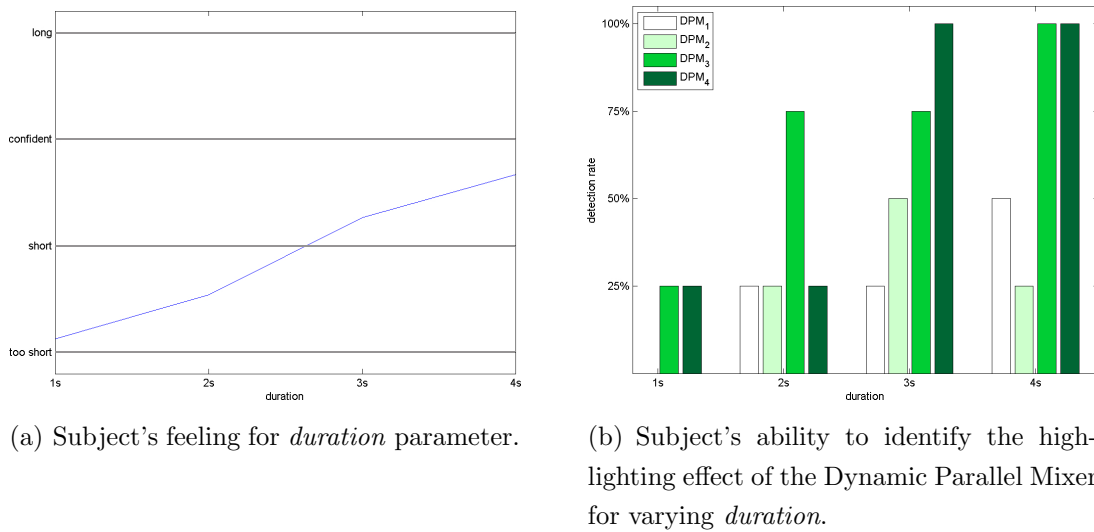 long
confident
short
too short
1s 2s 3s 4s
duration
(a) Subject's feeling for duration parameter.
100%
75%
50%
25%
detection rate
DPM1
DPM2
DPM3
DPM4
1s 2s 3s 4s
duration
(b) Subject's ability to identify the high-
lighting effect of the Dynamic Parallel Mixer
for varying duration.